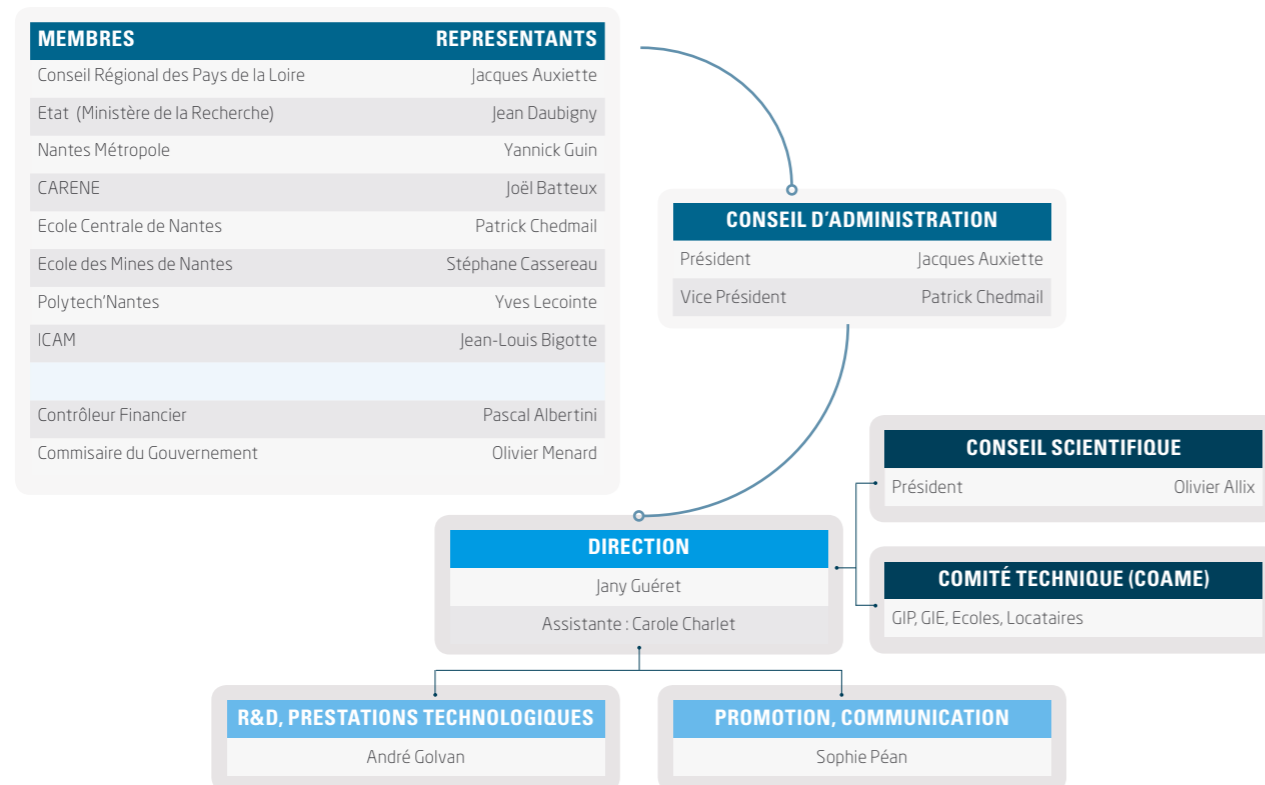 MEMBRES REPRESENTANTS
Conseil Régional des Pays de la Loire Jacques Auxiette
Etat (Ministère de la Recherche) Jean Daubigny
Nantes Métropole Yannick Guin
CARENE Joël Batteux
Ecole Centrale de Nantes Patrick Chedmail
Ecole des Mines de Nantes Stéphane Cassereau
Polytech'Nantes Yves Lecointe
ICAM Jean-Louis Bigotte
Contrôleur Financier Pascal Albertini
Commisaire du Gouvernement Olivier Menard
CONSEIL D'ADMINISTRATION
Président Jacques Auxiette
Vice Président Patrick Chedmail
CONSEIL SCIENTIFIQUE
Président Olivier Allix
COMITÉ TECHNIQUE (COAME)
GIP, GIE, Ecoles, Locataires
DIRECTION
Jany Guéret
Assistante : Carole Charlet
R&D, PRESTATIONS TECHNOLOGIQUES
André Golvan
PROMOTION, COMMUNICATION
Sophie Péan